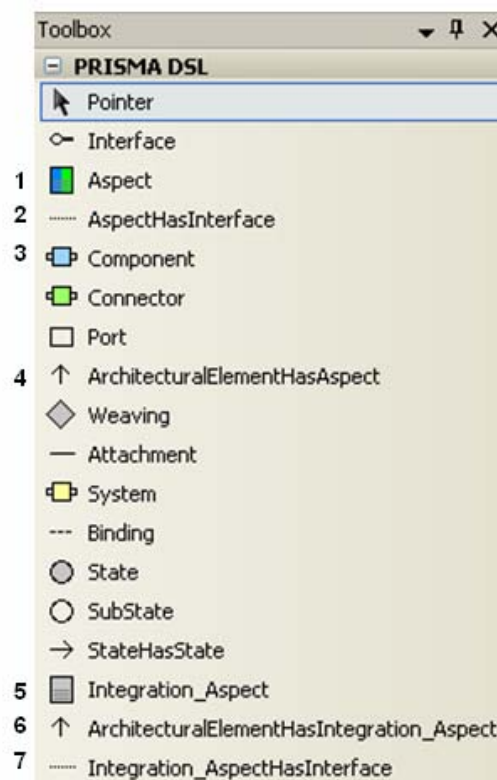 Toolbox
PRISMA DSL
Pointer
Interface
1 Aspect
2 AspectHasInterface
3 Component
Connector
Port
4 ArchitecturalElementHasAspect
Weaving
Attachment
System
Binding
State
SubState
StateHasState
5 Integration_Aspect
6 ArchitecturalElementHasIntegration_Aspect
7 Integration_AspectHasInterface